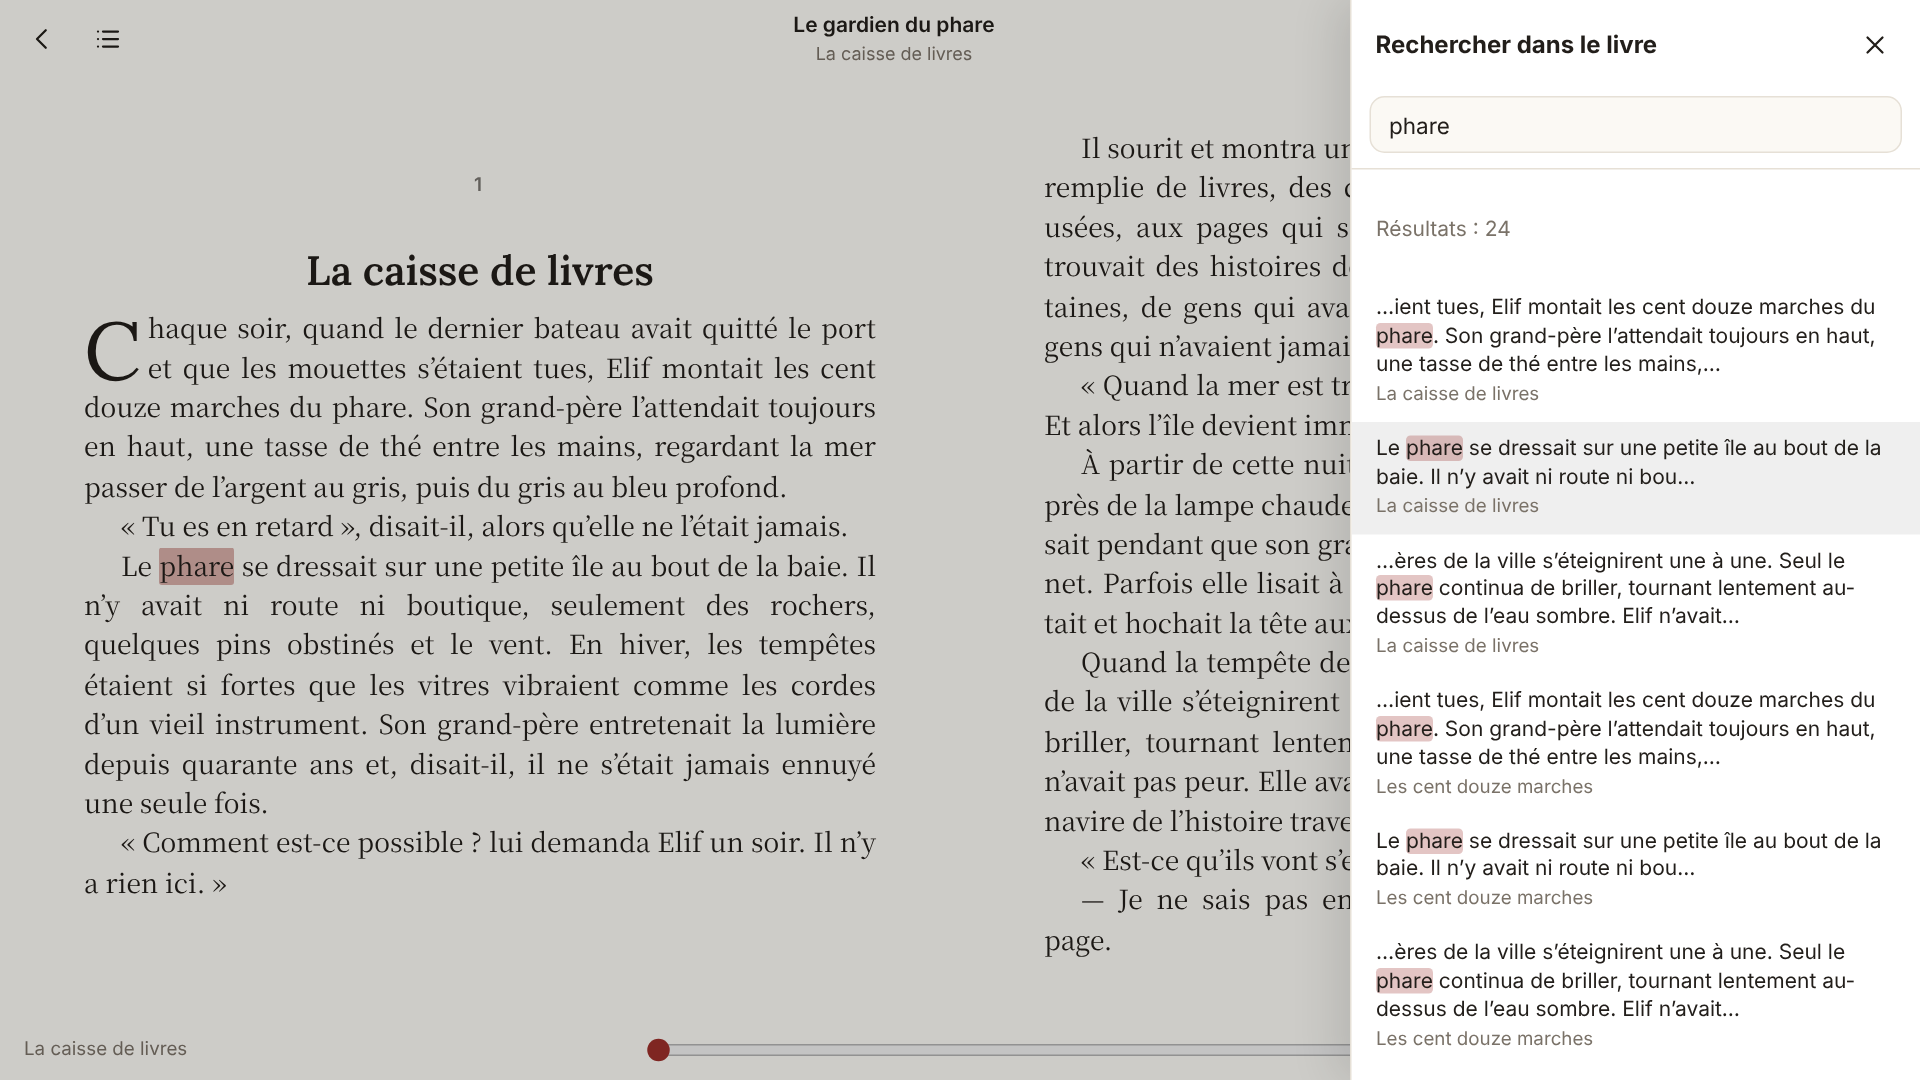 Le gardien du phare
La caisse de livres
1
La caisse de livres
Chaque soir, quand le dernier bateau avait quitté le port
et que les mouettes s’étaient tues, Elif montait les cent
douze marches du phare. Son grand-père l’attendait toujours
en haut, une tasse de thé entre les mains, regardant la mer
passer de l’argent au gris, puis du gris au bleu profond.
« Tu es en retard », disait-il, alors qu’elle ne l’était jamais.
Le phare se dressait sur une petite île au bout de la baie. Il
n’y avait ni route ni boutique, seulement des rochers,
quelques pins obstinés et le vent. En hiver, les tempêtes
étaient si fortes que les vitres vibraient comme les cordes
d’un vieil instrument. Son grand-père entretenait la lumière
depuis quarante ans et, disait-il, il ne s’était jamais ennuyé
une seule fois.
« Comment est-ce possible ? lui demanda Elif un soir. Il n’y
a rien ici. »
Il sourit et montra
remplie de livres, des
usées, aux pages qui
trouvait des histoires
taines, de gens qui
gens qui n’avaient
« Quand la mer est
Et alors l’île devient
À partir de cette
près de la lampe
sait pendant que son
net. Parfois elle lisait à
tait et hochait la tête
Quand la tempête
de la ville s’éteignirent
briller, tournant
n’avait pas peur. Elle
navire de l’histoire
« Est-ce qu’ils vont
— Je ne sais pas
page.
La caisse de livres
Rechercher dans le livre
phare
Résultats : 24
…ient tues, Elif montait les cent douze marches du
phare. Son grand-père l’attendait toujours en haut,
une tasse de thé entre les mains,…
La caisse de livres
Le phare se dressait sur une petite île au bout de la
baie. Il n’y avait ni route ni bou…
La caisse de livres
…ères de la ville s’éteignirent une à une. Seul le
phare continua de briller, tournant lentement au-
dessus de l’eau sombre. Elif n’avait…
La caisse de livres
…ient tues, Elif montait les cent douze marches du
phare. Son grand-père l’attendait toujours en haut,
une tasse de thé entre les mains,…
Les cent douze marches
Le phare se dressait sur une petite île au bout de la
baie. Il n’y avait ni route ni bou…
Les cent douze marches
…ères de la ville s’éteignirent une à une. Seul le
phare continua de briller, tournant lentement au-
dessus de l’eau sombre. Elif n’avait…
Les cent douze marches